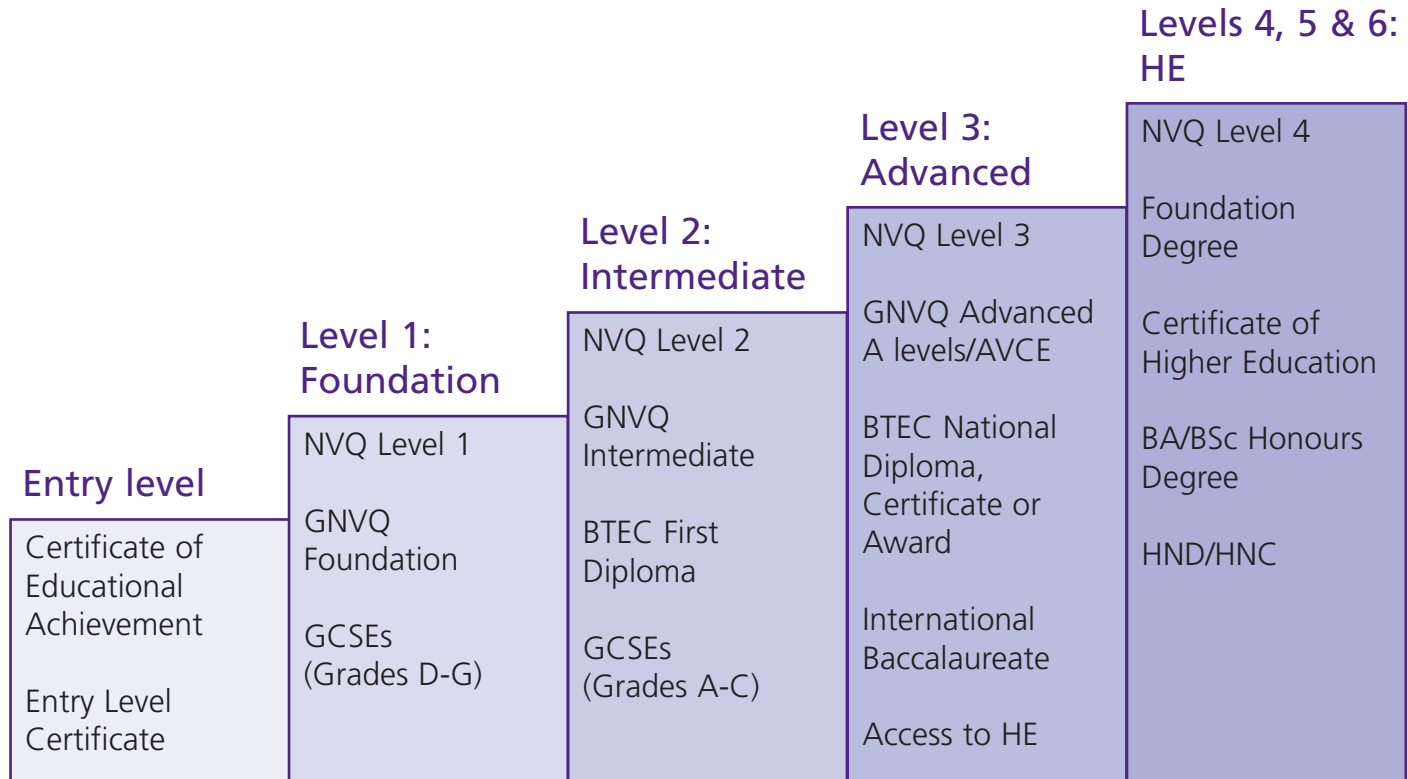 Entry level
Certificate of
Educational
Achievement
Entry Level
Certificate
Level 1:
Foundation
NVQ Level 1
GNVQ
Foundation
GCSEs
(Grades D-G)
Level 2:
Intermediate
NVQ Level 2
GNVQ
Intermediate
BTEC First
Diploma
GCSEs
(Grades A-C)
Level 3:
Advanced
NVQ Level 3
GNVQ Advanced
A levels/AVCE
BTEC National
Diploma,
Certificate or
Award
International
Baccalaureate
Access to HE
Levels 4, 5 & 6:
HE
NVQ Level 4
Foundation
Degree
Certificate of
Higher Education
BA/BSc Honours
Degree
HND/HNC